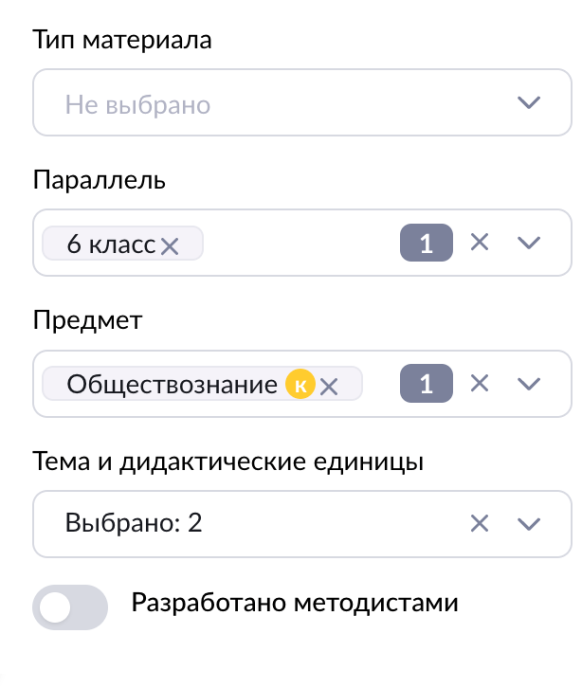 Тип материала
Не выбрано
Параллель
6 класс 1
Предмет
Обществознание к 1
Тема и дидактические единицы
Выбрано: 2
Разработано методистами